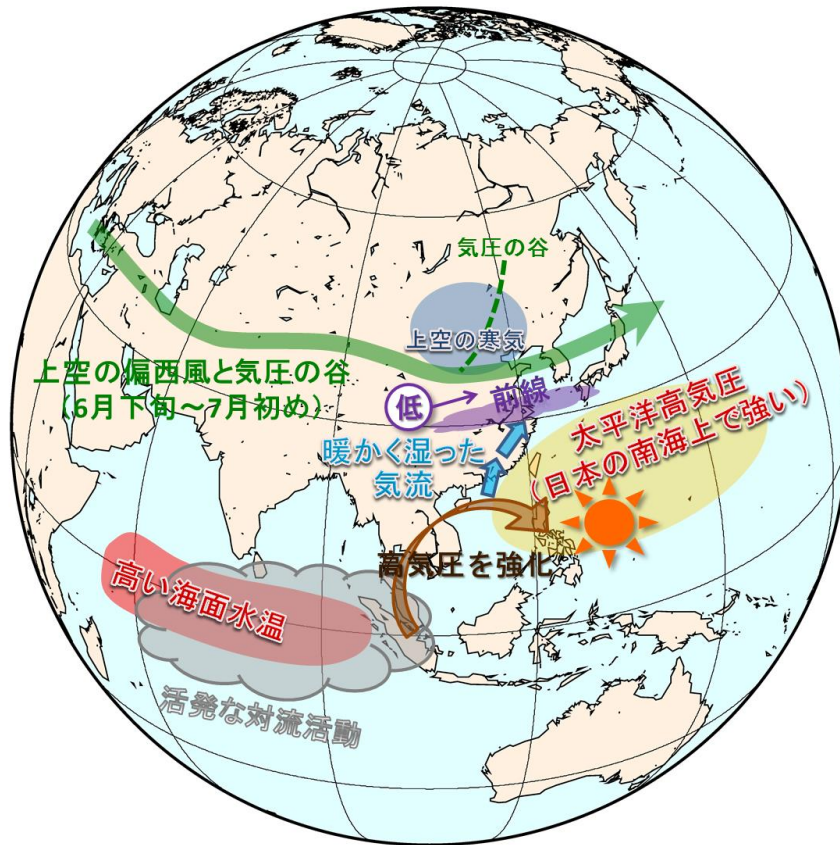 気圧の谷
上空の寒気
上空の偏西風と気圧の谷
（6月下旬～7月初め）
低
前線
太平洋高気圧
（日本の南海上で強い）
暖かく湿った
気流
高気圧を強化
高い海面水温
活発な対流活動